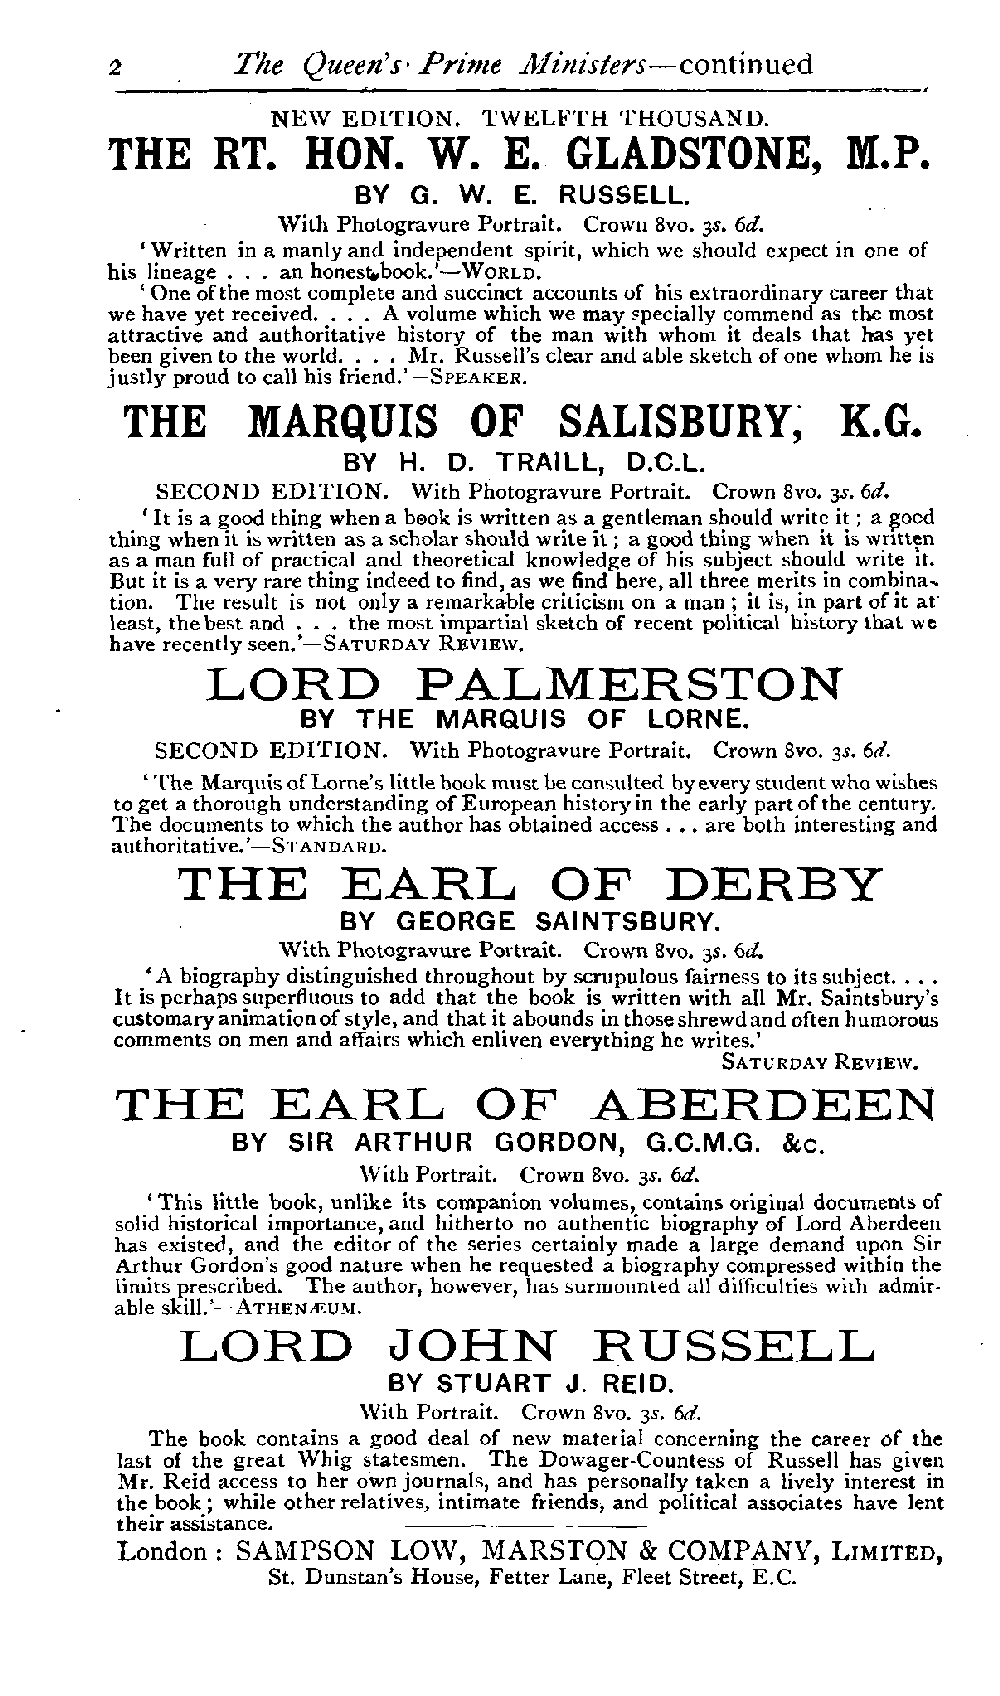 2 The Queen's Prime Ministers—continued
NEW EDITION. TWELFTH THOUSAND.
THE RT. HON. W. E. GLADSTONE, M.P.
BY G. W. E. RUSSELL.
With Photogravure Portrait. Crown 8vo. 3s. 6d.
'Written in a manly and independent spirit, which we should expect in one of
his lineage . . . an honest book.'—WORLD.
'One of the most complete and succinct accounts of his extraordinary career that
we have yet received. . . . A volume which we may specially commend as the most
attractive and authoritative history of the man with whom it deals that has yet
been given to the world. . . . Mr. Russell's clear and able sketch of one whom he is
justly proud to call his friend.'—SPEAKER.
THE MARQUIS OF SALISBURY, K.G.
BY H. D. TRAILL, D.C.L.
SECOND EDITION. With Photogravure Portrait. Crown 8vo. 3s. 6d.
'It is a good thing when a book is written as a gentleman should write it ; a good
thing when it is written as a scholar should write it ; a good thing when it is written
as a man full of practical and theoretical knowledge of his subject should write it.
But it is a very rare thing indeed to find, as we find here, all three merits in combina-
tion. The result is not only a remarkable criticism on a man ; it is, in part of it at
least, the best and . . . the most impartial sketch of recent political history that we
have recently seen.'—SATURDAY REVIEW.
LORD PALMERSTON
BY THE MARQUIS OF LORNE.
SECOND EDITION. With Photogravure Portrait. Crown 8vo. 3s. 6d.
'The Marquis of Lorne's little book must be consulted by every student who wishes
to get a thorough understanding of European history in the early part of the century.
The documents to which the author has obtained access . . . are both interesting and
authoritative.'—STANDARD.
THE EARL OF DERBY
BY GEORGE SAINTSBURY.
With Photogravure Portrait. Crown 8vo. 3s. 6d.
'A biography distinguished throughout by scrupulous fairness to its subject. . . .
It is perhaps superfluous to add that the book is written with all Mr. Saintsbury's
customary animation of style, and that it abounds in those shrewd and often humorous
comments on men and affairs which enliven everything he writes.'
SATURDAY REVIEW.
THE EARL OF ABERDEEN
BY SIR ARTHUR GORDON, G.C.M.G. &c.
With Portrait. Crown 8vo. 3s. 6d.
'This little book, unlike its companion volumes, contains original documents of
solid historical importance, and hitherto no authentic biography of Lord Aberdeen
has existed, and the editor of the series certainly made a large demand upon Sir
Arthur Gordon's good nature when he requested a biography compressed within the
limits prescribed. The author, however, has surmounted all difficulties with admir-
able skill.'—ATHENÆUM.
LORD JOHN RUSSELL
BY STUART J. REID.
With Portrait. Crown 8vo. 3s. 6d.
The book contains a good deal of new material concerning the career of the
last of the great Whig statesmen. The Dowager-Countess of Russell has given
Mr. Reid access to her own journals, and has personally taken a lively interest in
the book ; while other relatives, intimate friends, and political associates have lent
their assistance.
London : SAMPSON LOW, MARSTON & COMPANY, LIMITED,
St. Dunstan's House, Fetter Lane, Fleet Street, E.C.